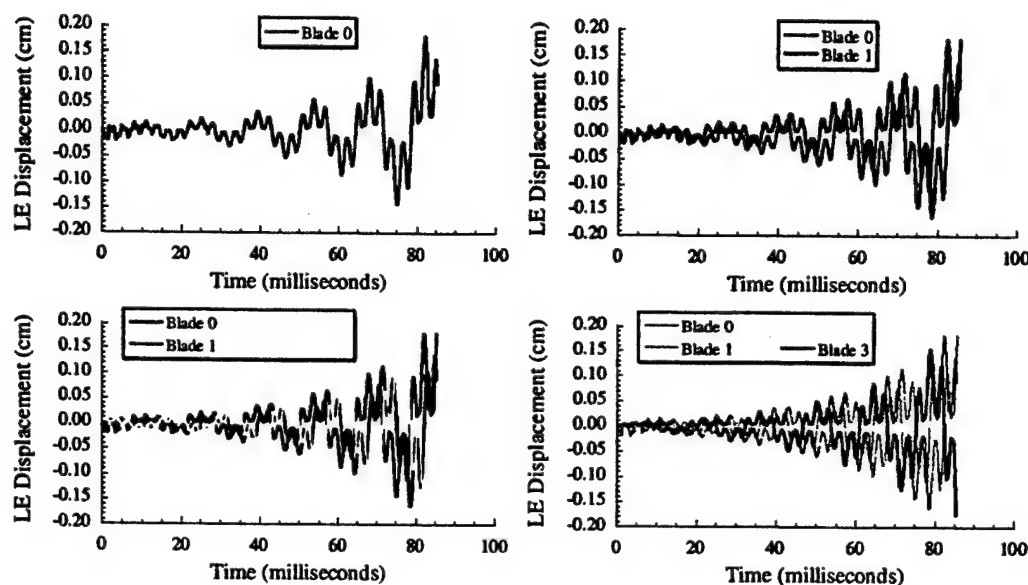 0.20
0.15
0.10
0.05
0.00
-0.05
-0.10
-0.15
-0.20
LE Displacement (cm)
Blade 0
0 20 40 60 80 100
Time (milliseconds)
0.20
0.15
0.10
0.05
0.00
-0.05
-0.10
-0.15
-0.20
LE Displacement (cm)
Blade 0
Blade 1
0 20 40 60 80 100
Time (milliseconds)
0.20
0.15
0.10
0.05
0.00
-0.05
-0.10
-0.15
-0.20
LE Displacement (cm)
Blade 0
Blade 1
0 20 40 60 80 100
Time (milliseconds)
0.20
0.15
0.10
0.05
0.00
-0.05
-0.10
-0.15
-0.20
LE Displacement (cm)
Blade 0
Blade 1 Blade 3
0 20 40 60 80 100
Time (milliseconds)